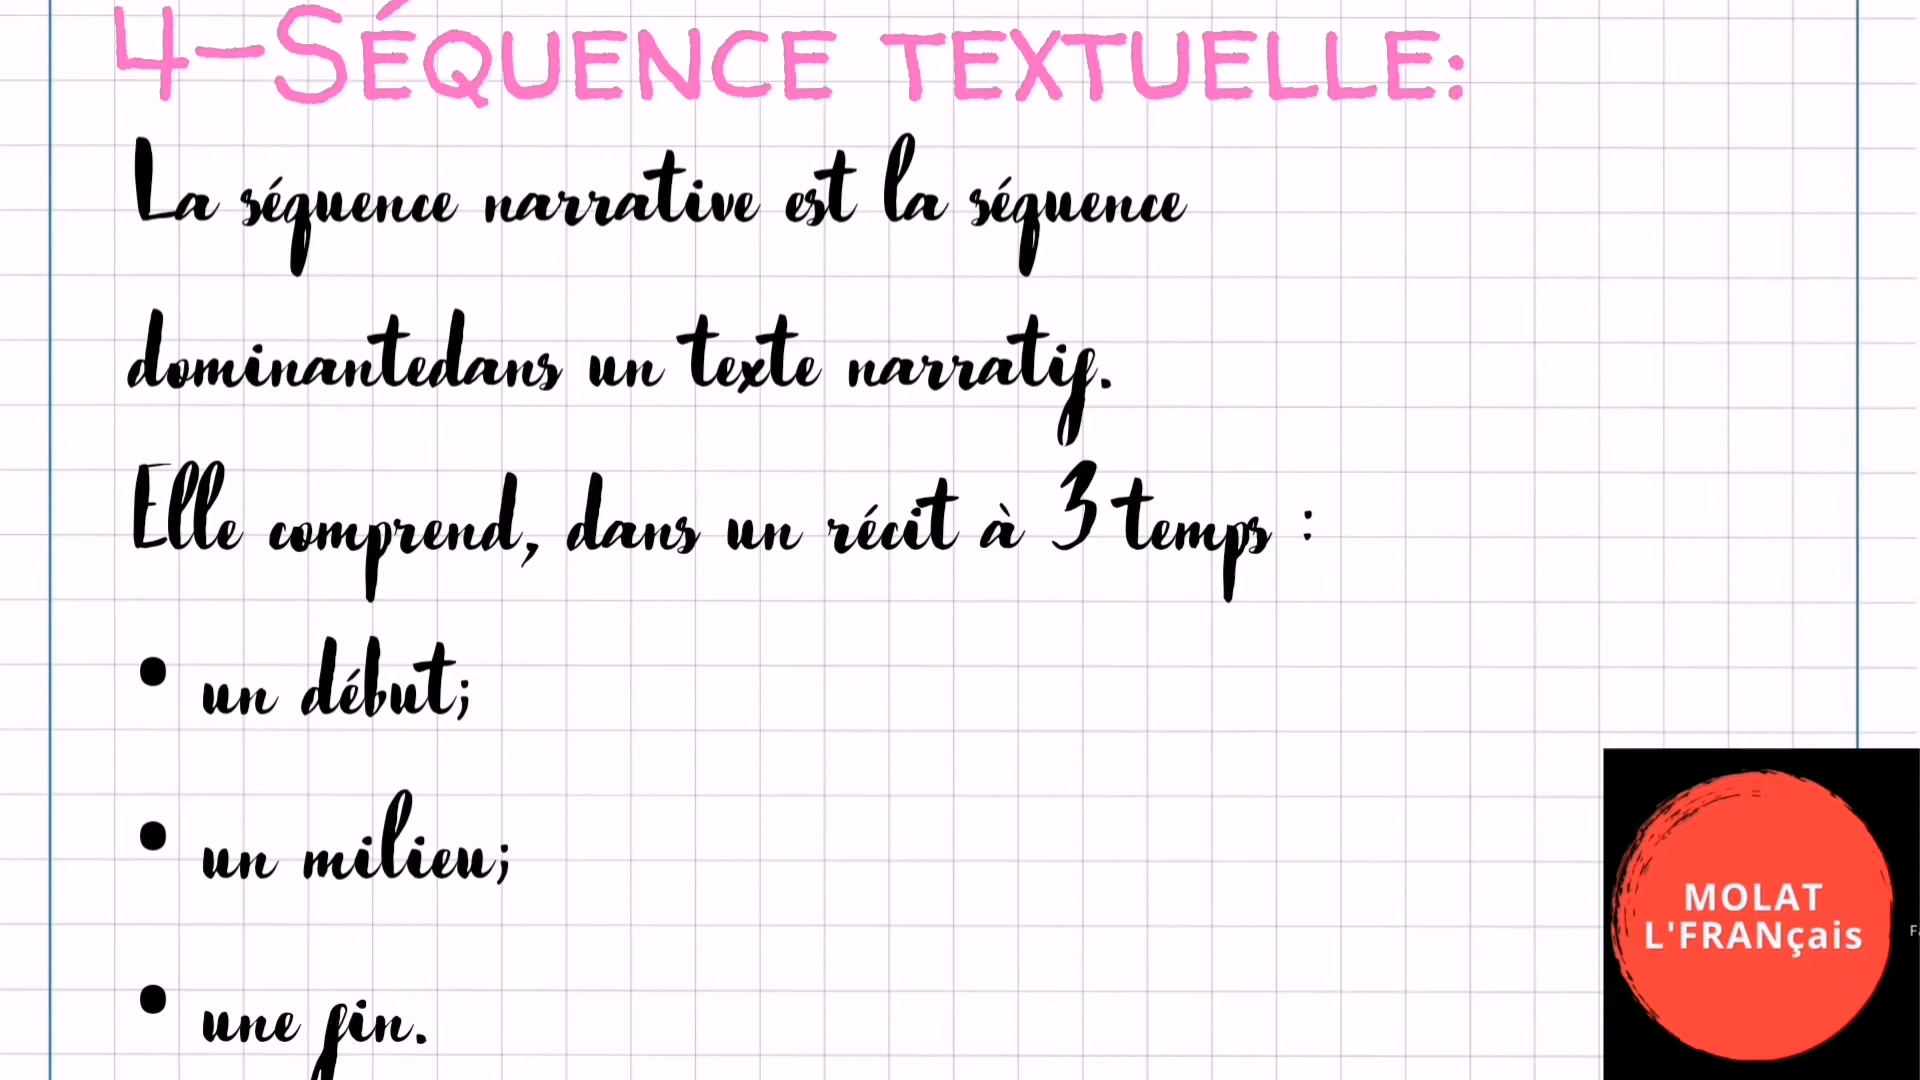 4-SÉQUENCE TEXTUELLE:
La séquence narrative est la séquence
dominantedans un texte narratif.
Elle comprend, dans un récit à 3 temps :
• un début;
• un milieu;
• une fin.
MOLAT
L'FRANçais